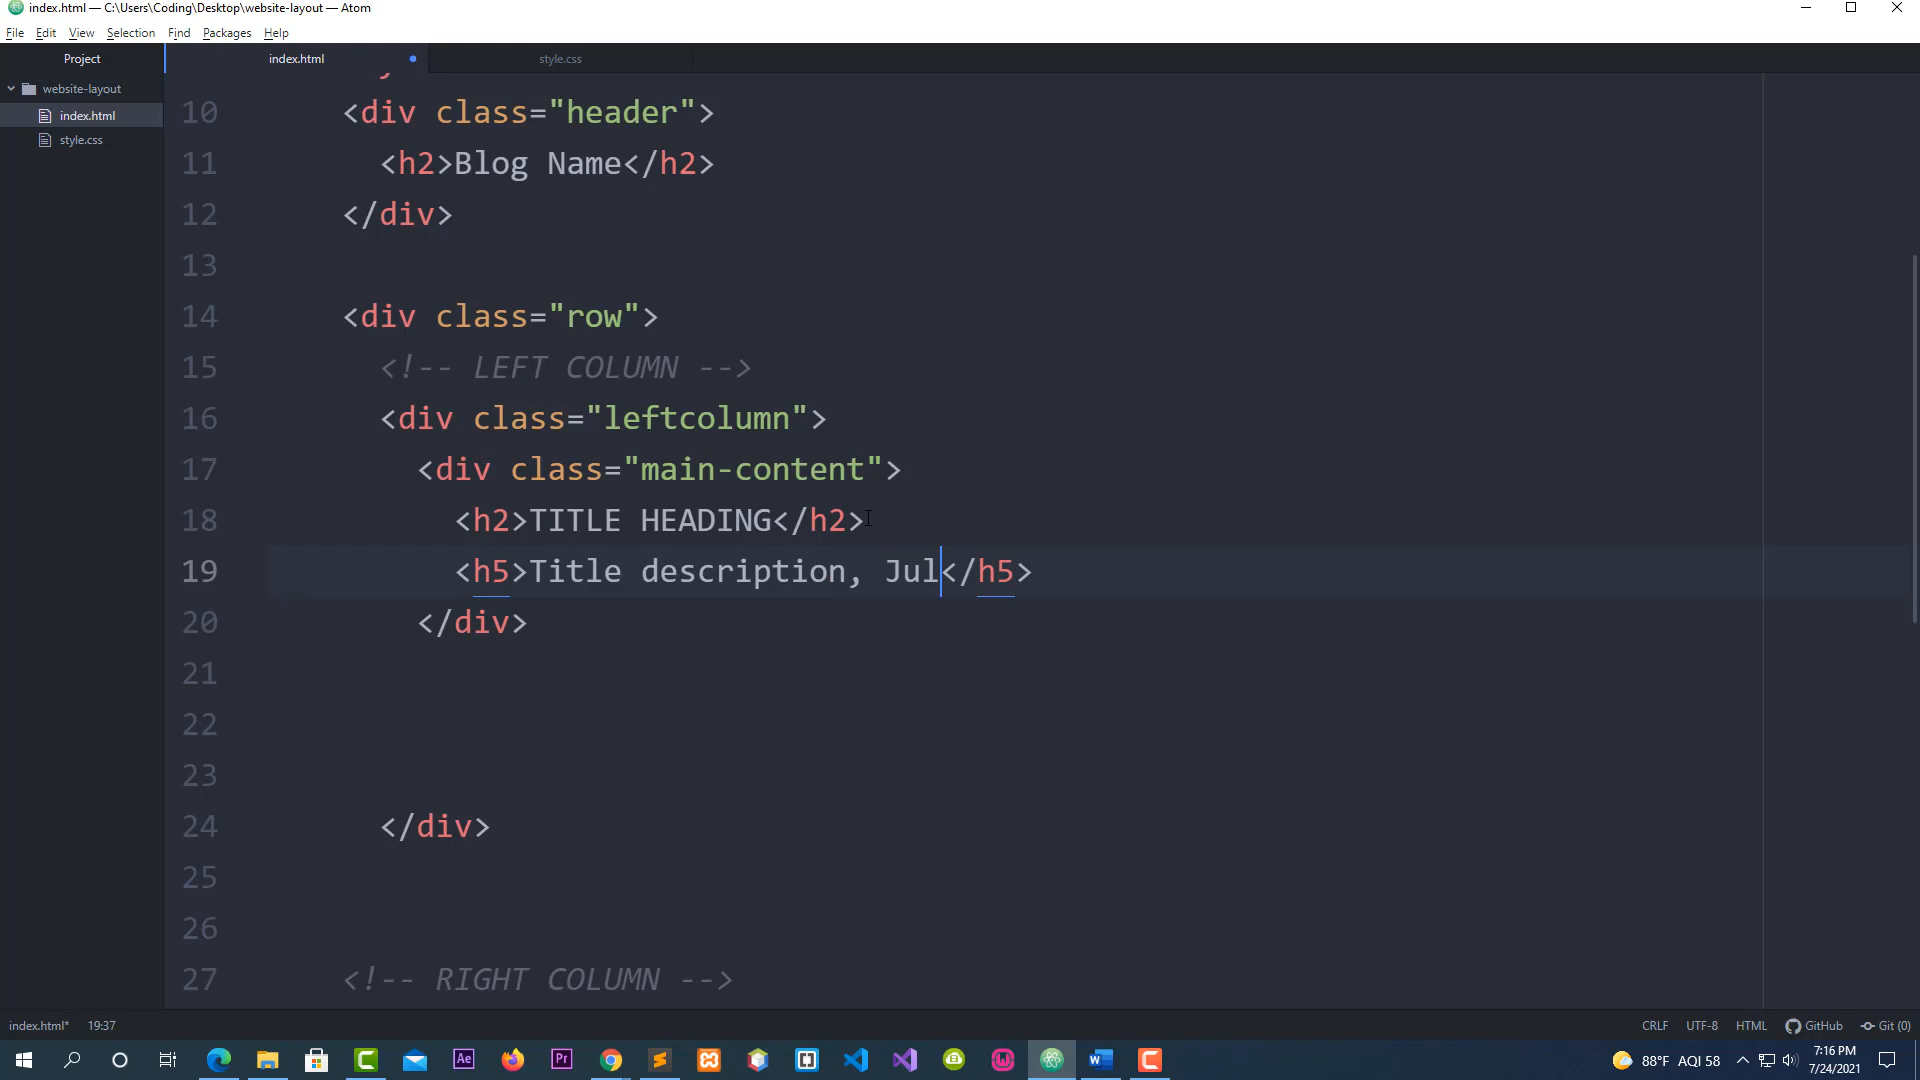 index.html — C:\Users\Coding\Desktop\website-layout — Atom
File Edit View Selection Find Packages Help
Project
index.html
style.css
website-layout
index.html
style.css
10 <div class="header">
11 <h2>Blog Name</h2>
12 </div>
13
14 <div class="row">
15 <!-- LEFT COLUMN -->
16 <div class="leftcolumn">
17 <div class="main-content">
18 <h2>TITLE HEADING</h2>
19 <h5>Title description, Jul</h5>
20 </div>
21
22
23
24 </div>
25
26
27 <!-- RIGHT COLUMN -->
index.html* 19:37
CRLF UTF-8 HTML GitHub Git (0)
Ae Pr
88°F AQI 58
7:16 PM
7/24/2021